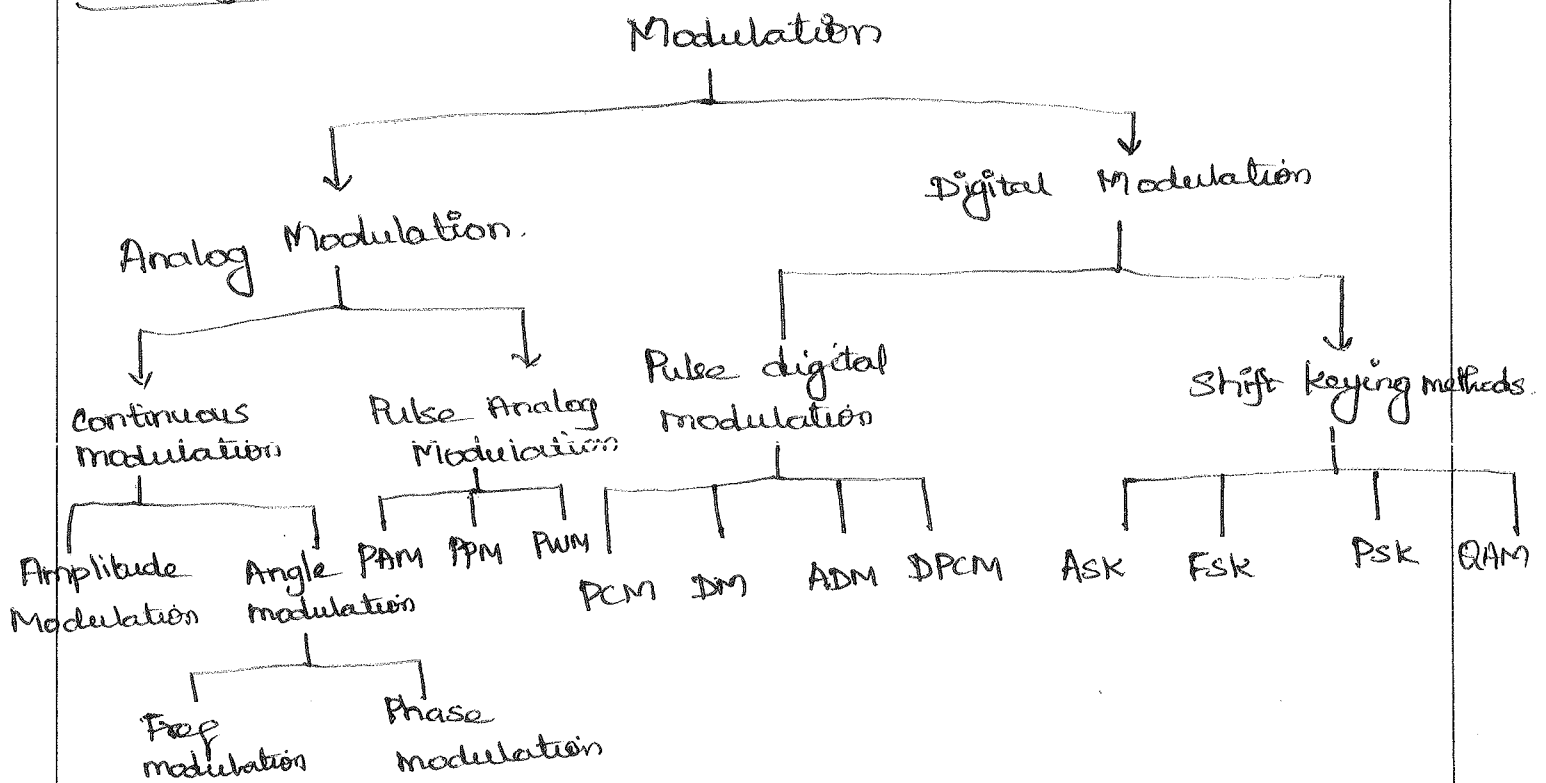 Modulation
Digital Modulation
Analog Modulation.
Pulse digital
modulation
Shift keying methods.
Continuous
modulation
Pulse Analog
Modulation
Amplitude
Modulation
Angle
modulation
PAM PPM PWM
PCM DM ADM DPCM
ASK FSK PSK QAM
Freq
modulation
Phase
modulation